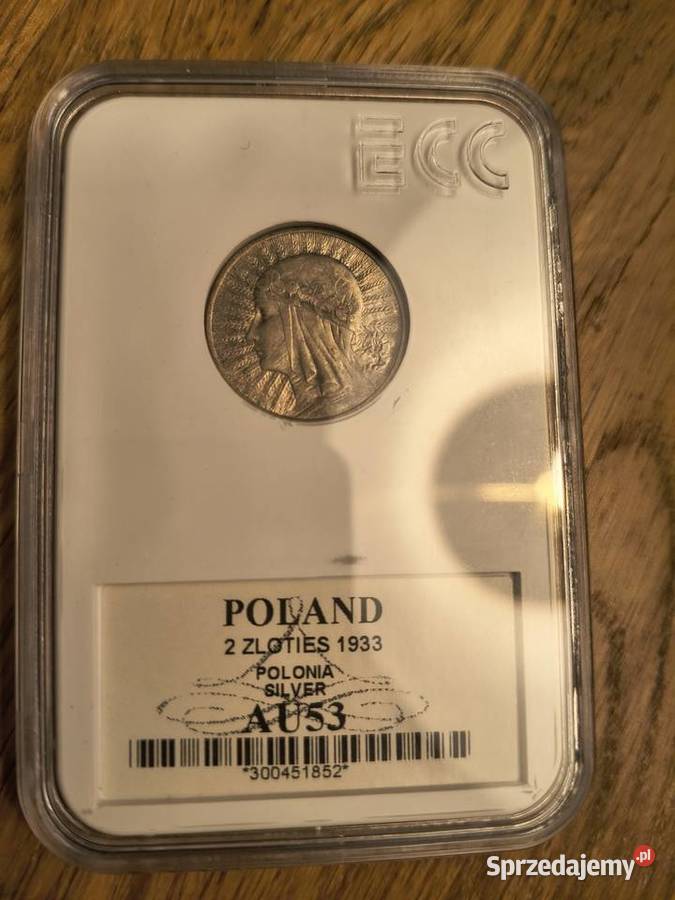 ECC
POLAND
2 ZLOTIES 1933
POLONIA
SILVER
AU53
*300451852*
Sprzedajemy.pl